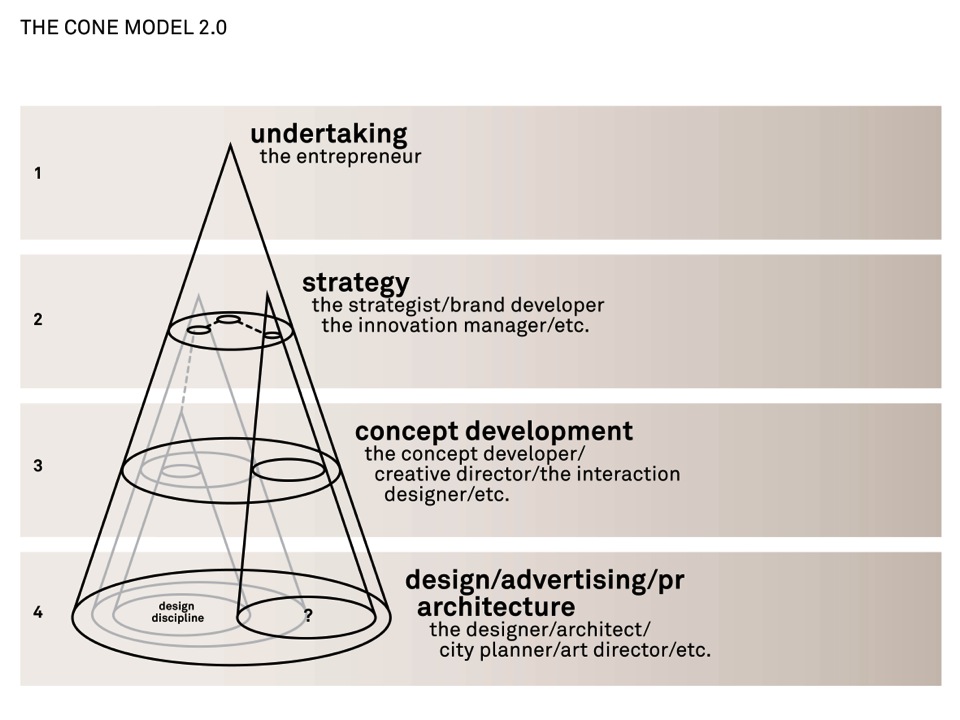 THE CONE MODEL 2.0
1
undertaking
the entrepreneur
2
strategy
the strategist/brand developer
the innovation manager/etc.
3
concept development
the concept developer/
creative director/the interaction
designer/etc.
4
design/advertising/pr
architecture
the designer/architect/
city planner/art director/etc.
design
discipline
?